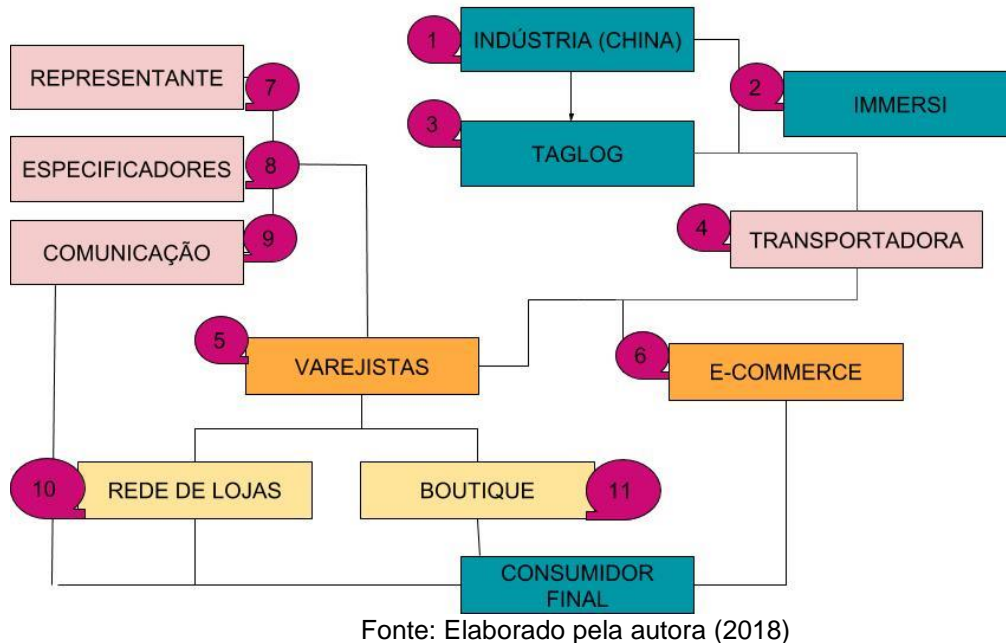 1
INDÚSTRIA (CHINA)
REPRESENTANTE
7
2
IMMERSI
3
TAGLOG
ESPECIFICADORES
8
4
TRANSPORTADORA
COMUNICAÇÃO
9
5
VAREJISTAS
6
E-COMMERCE
10
REDE DE LOJAS
BOUTIQUE
11
CONSUMIDOR
FINAL
Fonte: Elaborado pela autora (2018)